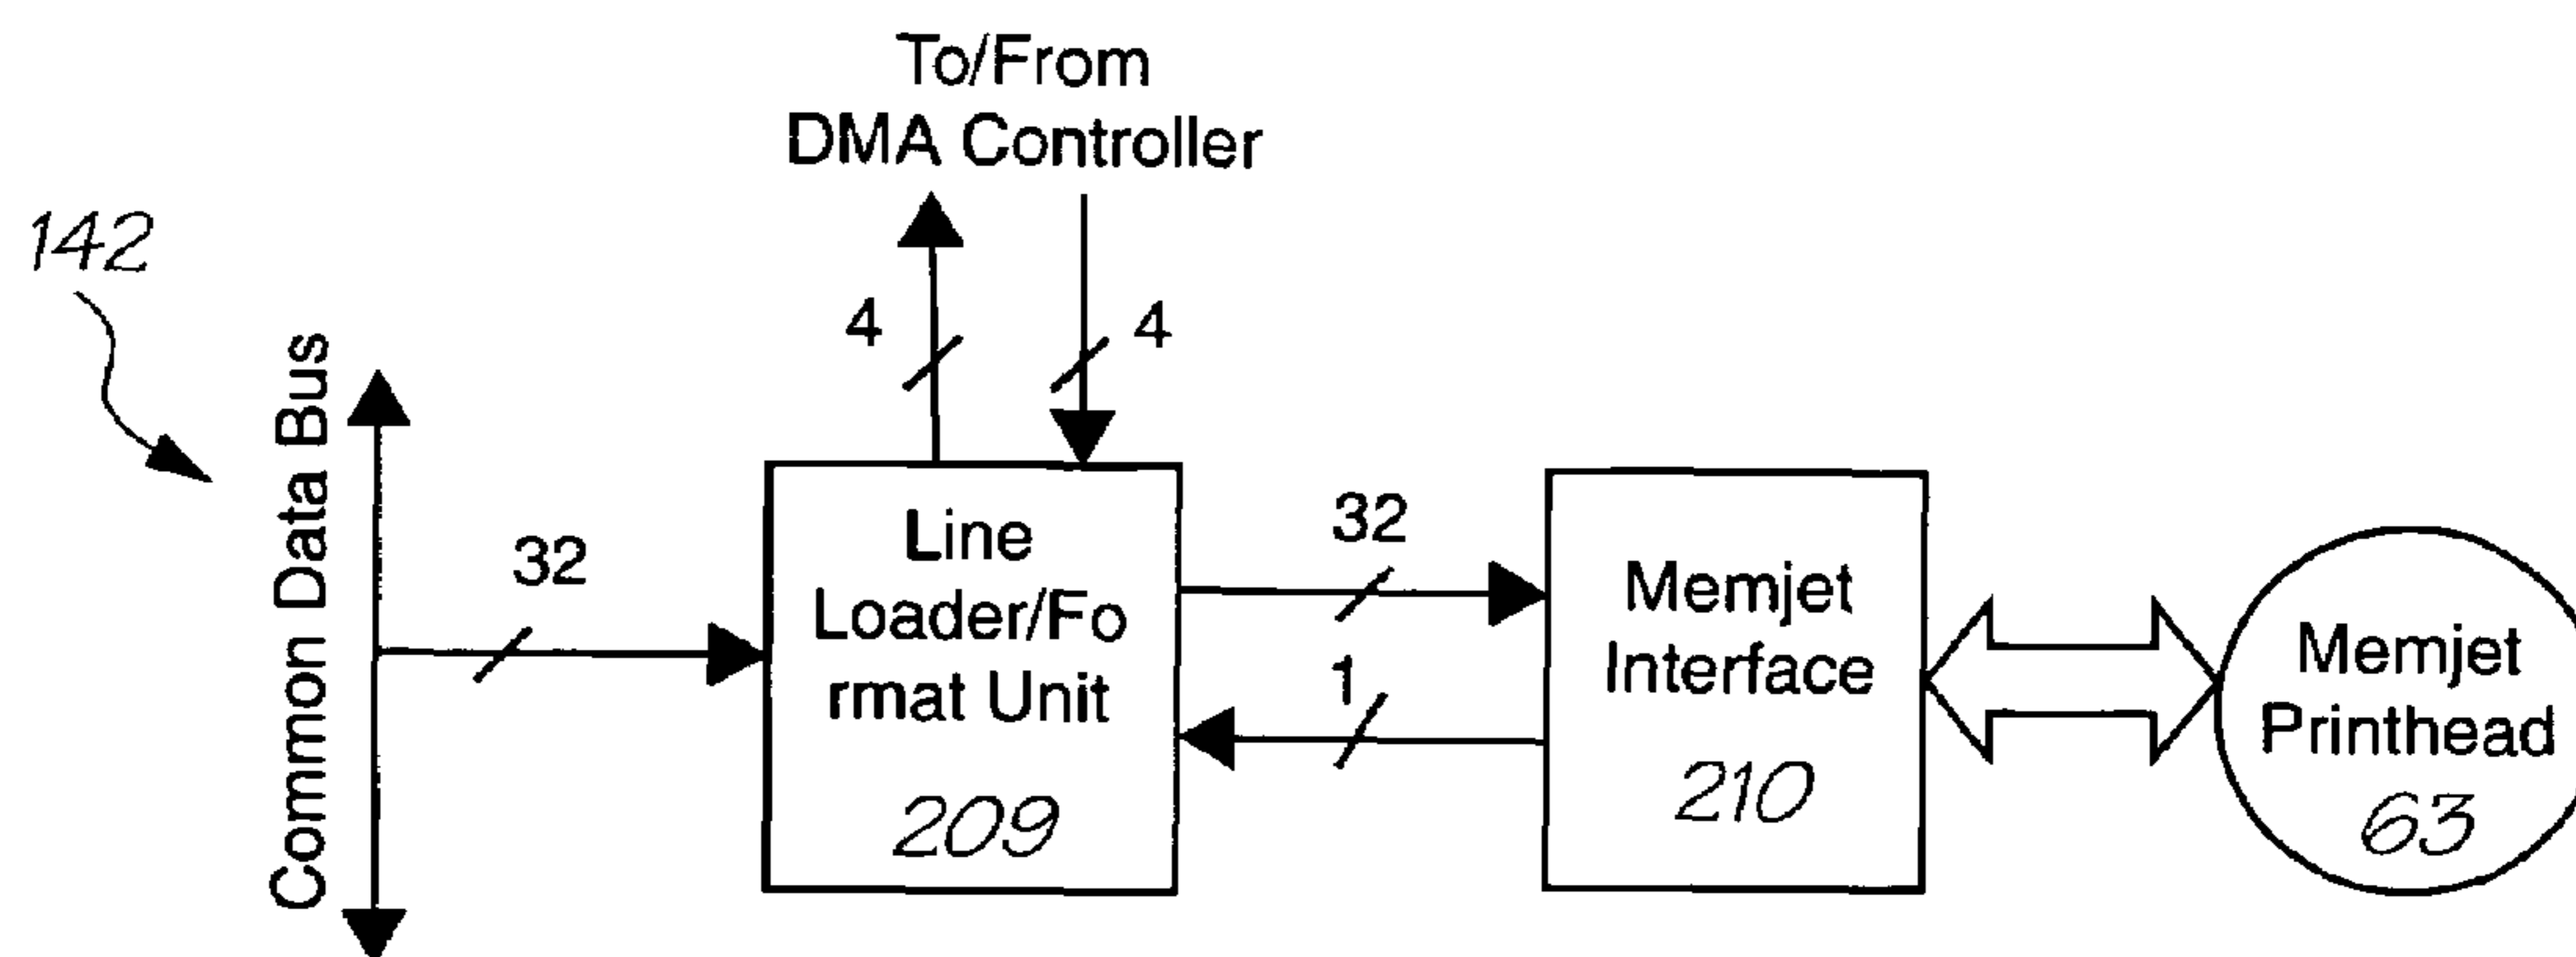 To/From
DMA Controller
142
4
4
Common Data Bus
32
Line
Loader/Fo
rmat Unit
209
32
1
Memjet
Interface
210
Memjet
Printhead
63